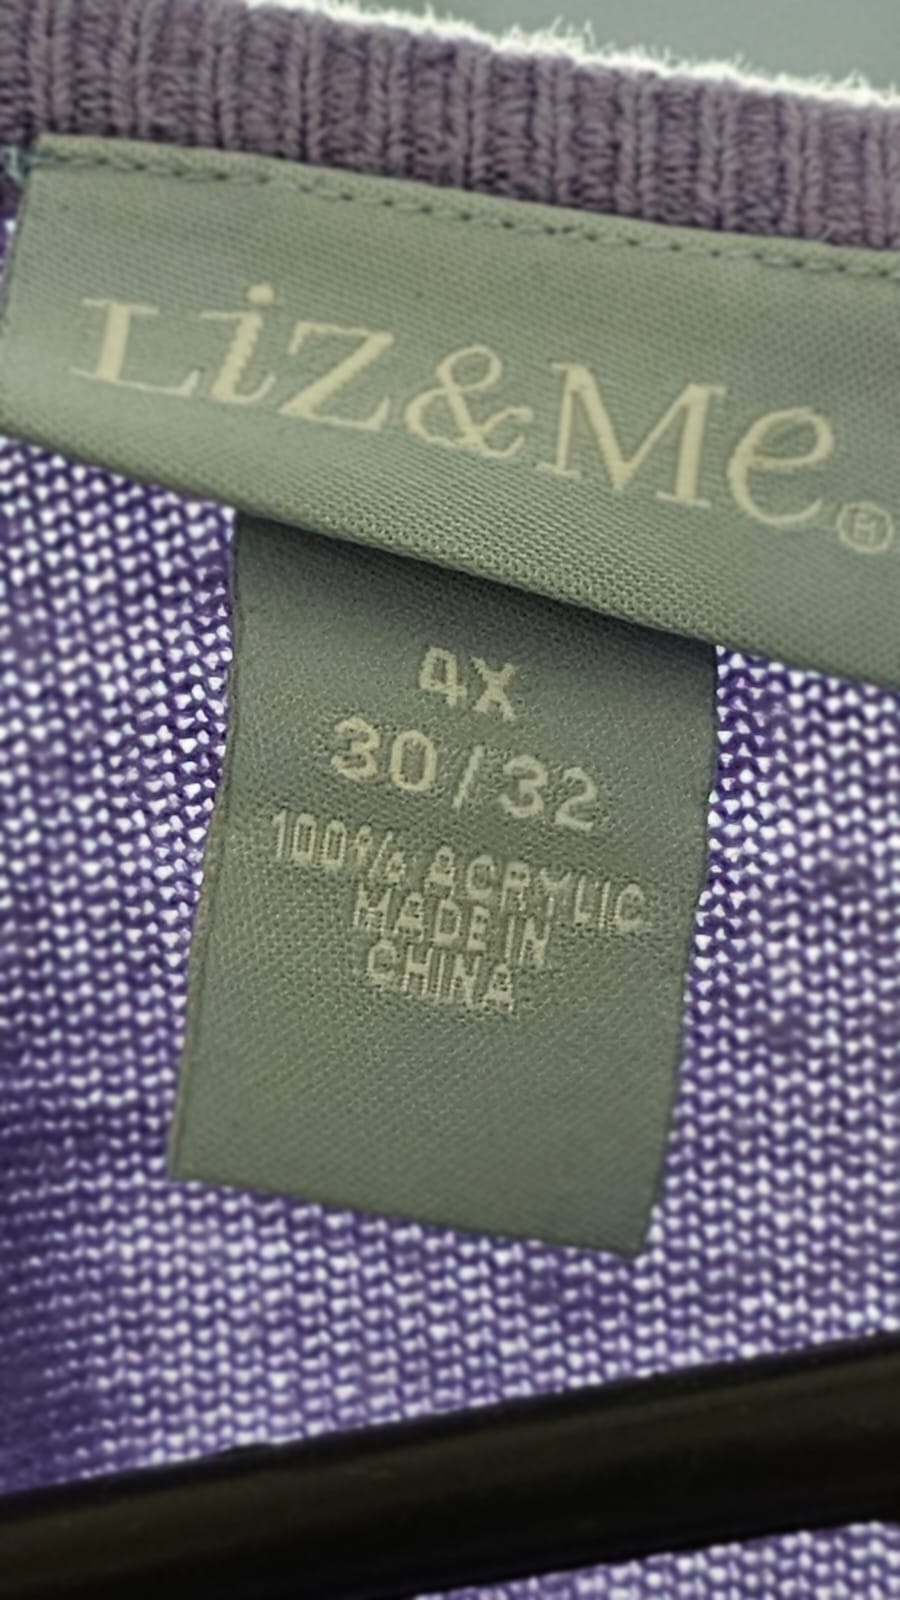 Liz&Me®
4X
30/32
100% ACRYLIC
MADE IN
CHINA